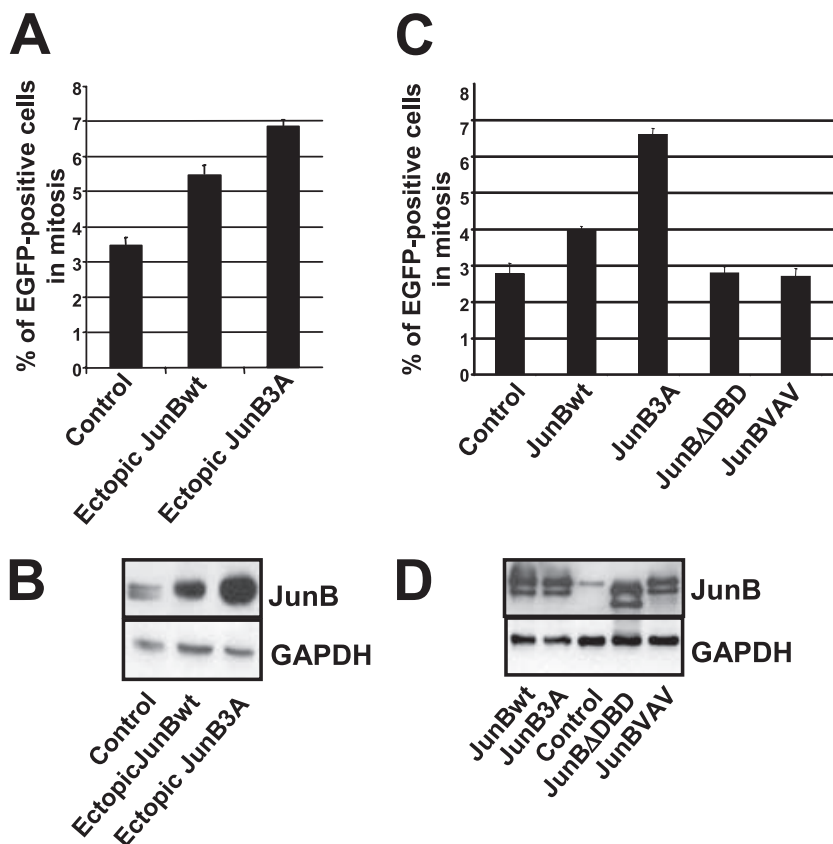 A
% of EGFP-positive cells
in mitosis
8
7
6
5
4
3
2
1
0
Control
Ectopic JunBwt
Ectopic JunB3A
C
% of EGFP-positive cells
in mitosis
8
7
6
5
4
3
2
1
0
Control
JunBwt
JunB3A
JunBΔDBD
JunBVAV
B
JunB
GAPDH
Control
EctopicJunBwt
Ectopic JunB3A
D
JunB
GAPDH
JunBwt
JunB3A
Control
JunBΔDBD
JunBVAV